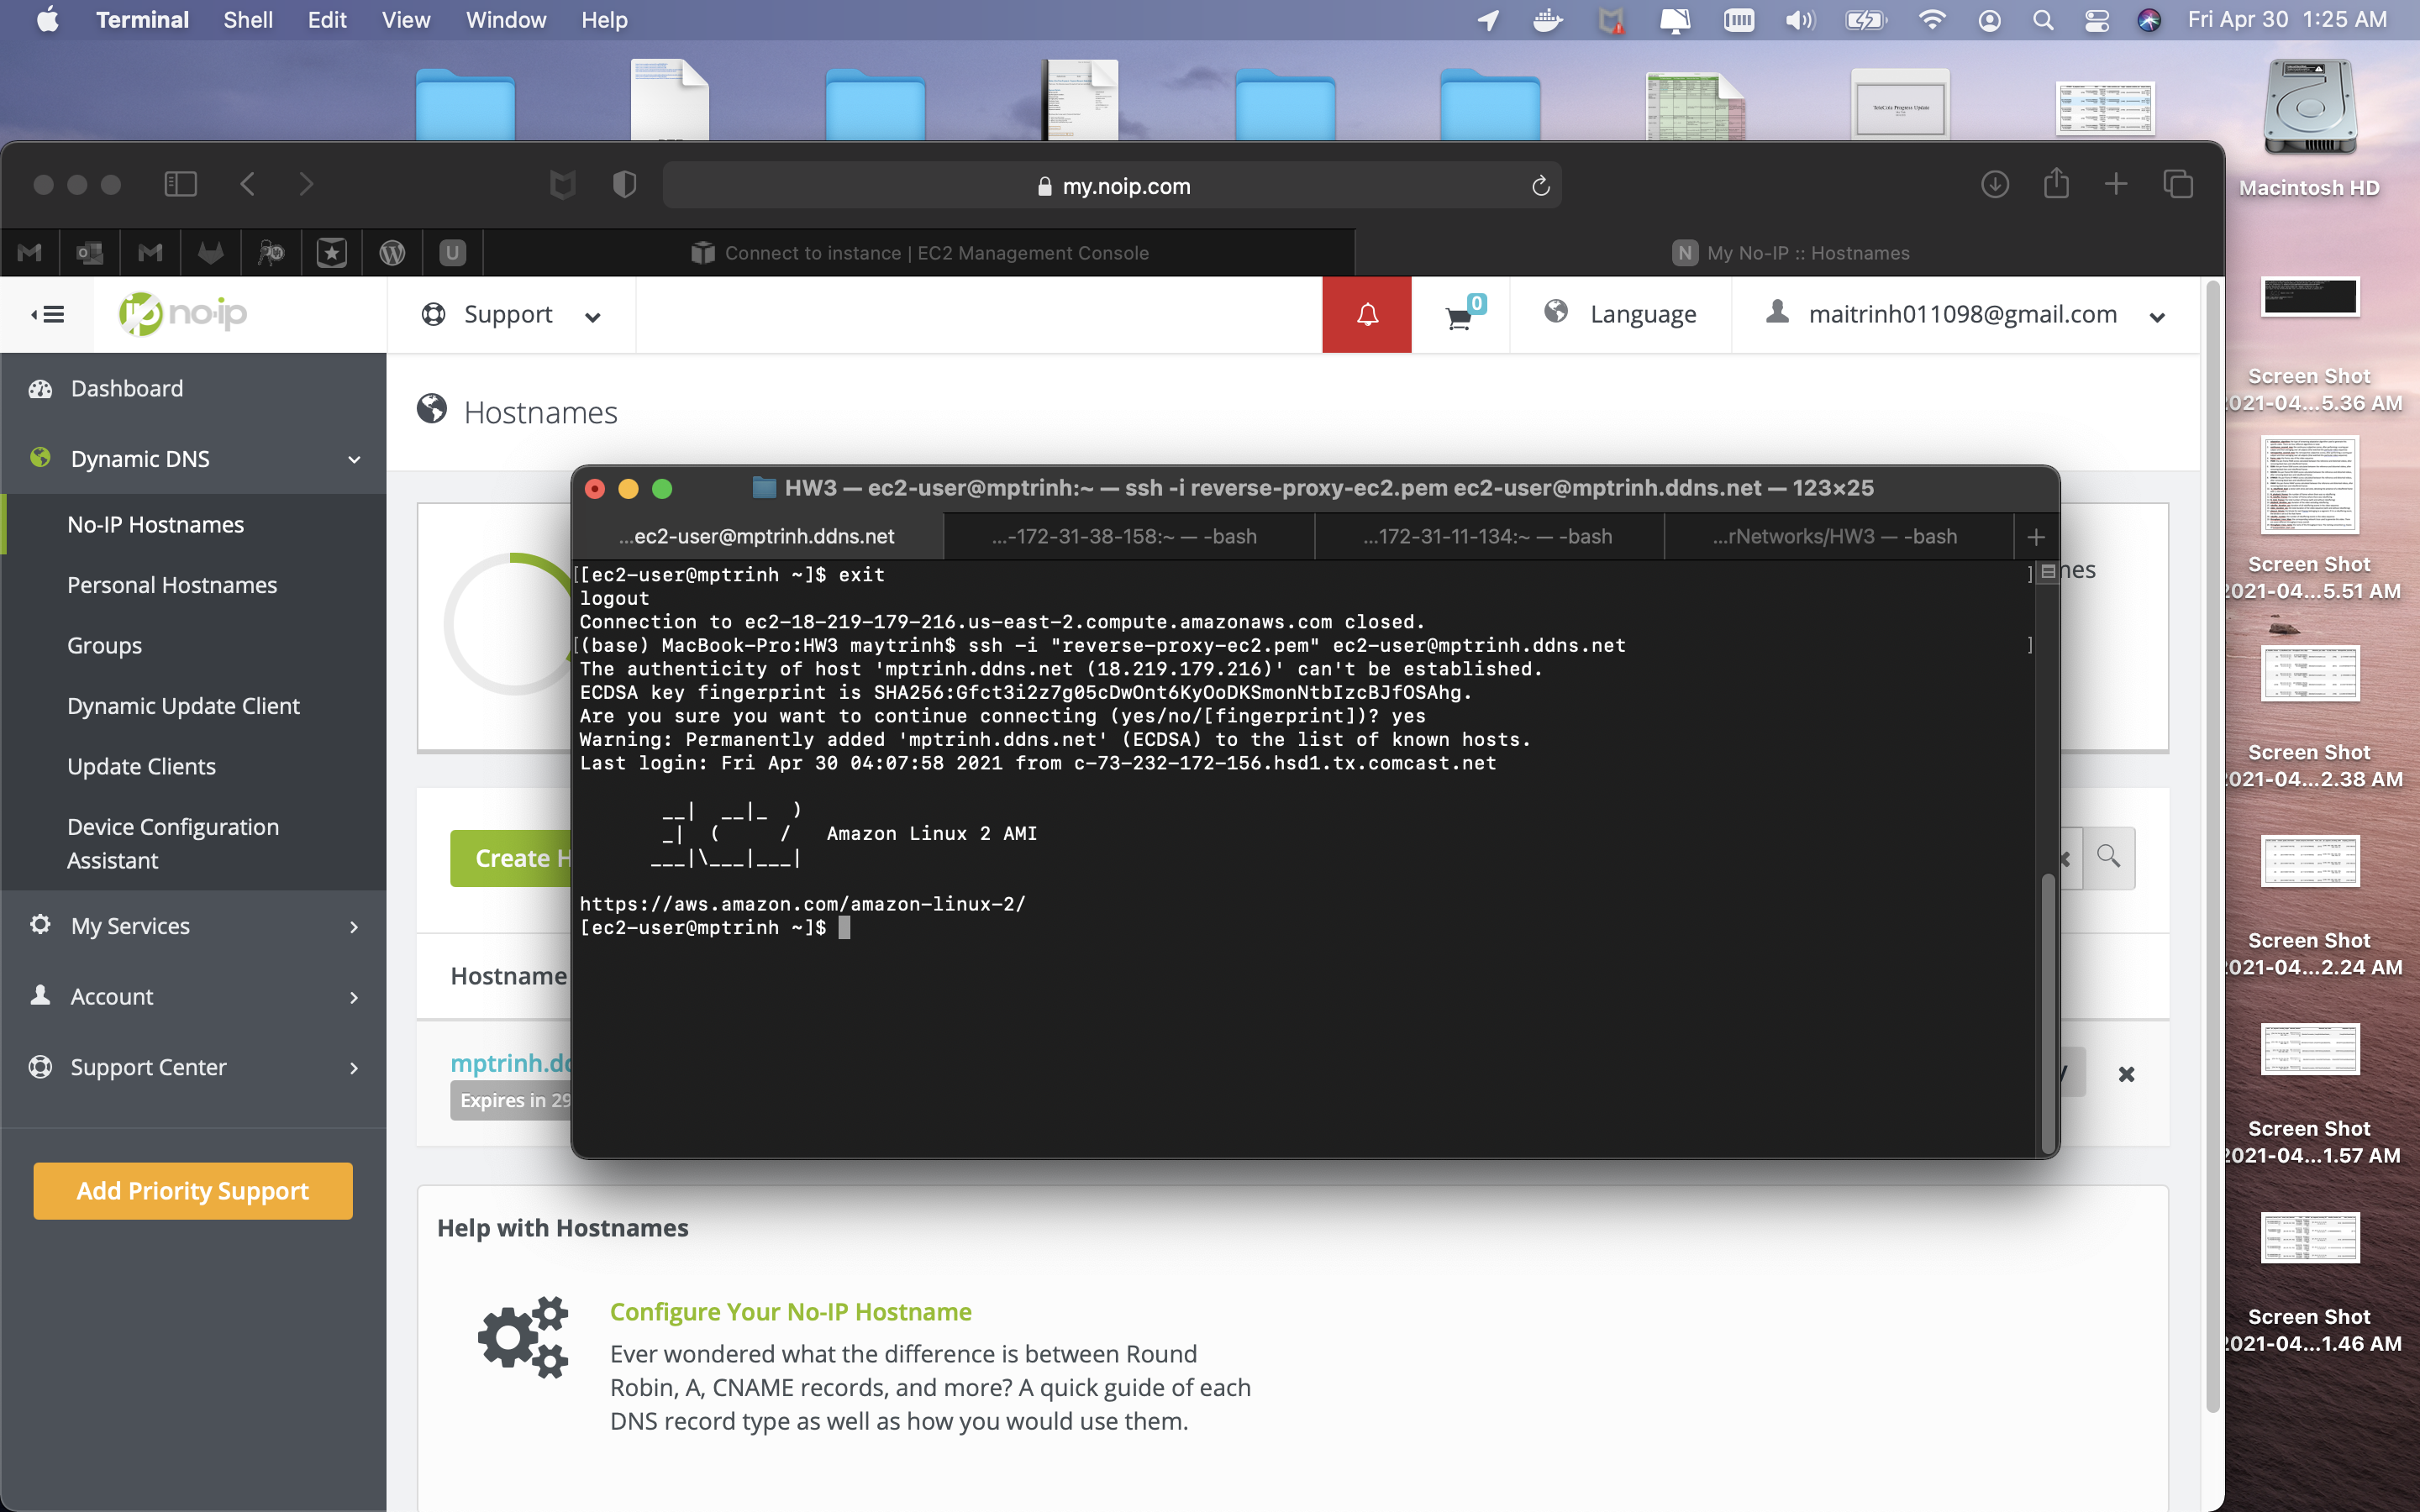 Terminal Shell Edit View Window Help Fri Apr 30 1:25 AM
my.noip.com
Connect to instance | EC2 Management Console
N My No-IP :: Hostnames
U
no-ip
Support
0
Language
maitrinh011098@gmail.com
Dashboard
Dynamic DNS
No-IP Hostnames
Personal Hostnames
Groups
Dynamic Update Client
Update Clients
Device Configuration
Assistant
My Services
Account
Support Center
Add Priority Support
Hostnames
Create H
Hostname
mptrinh.dd
Expires in 29
HW3 — ec2-user@mptrinh:~ — ssh -i reverse-proxy-ec2.pem ec2-user@mptrinh.ddns.net — 123×25
...ec2-user@mptrinh.ddns.net
...-172-31-38-158:~ — -bash
...172-31-11-134:~ — -bash
...rNetworks/HW3 — -bash
[[ec2-user@mptrinh ~]$ exit ]
logout
Connection to ec2-18-219-179-216.us-east-2.compute.amazonaws.com closed.
[(base) MacBook-Pro:HW3 maytrinh$ ssh -i "reverse-proxy-ec2.pem" ec2-user@mptrinh.ddns.net ]
The authenticity of host 'mptrinh.ddns.net (18.219.179.216)' can't be established.
ECDSA key fingerprint is SHA256:Gfct3i2z7g05cDwOnt6KyOoDKSmonNtbIzcBJfOSAhg.
Are you sure you want to continue connecting (yes/no/[fingerprint])? yes
Warning: Permanently added 'mptrinh.ddns.net' (ECDSA) to the list of known hosts.
Last login: Fri Apr 30 04:07:58 2021 from c-73-232-172-156.hsd1.tx.comcast.net
__|  __|_  )
_|  (     /   Amazon Linux 2 AMI
___|\___|___|
https://aws.amazon.com/amazon-linux-2/
[ec2-user@mptrinh ~]$
nes
Help with Hostnames
Configure Your No-IP Hostname
Ever wondered what the difference is between Round
Robin, A, CNAME records, and more? A quick guide of each
DNS record type as well as how you would use them.
Macintosh HD
Screen Shot
2021-04...5.36 AM
Screen Shot
2021-04...5.51 AM
Screen Shot
2021-04...2.38 AM
Screen Shot
2021-04...2.24 AM
Screen Shot
2021-04...1.57 AM
Screen Shot
2021-04...1.46 AM